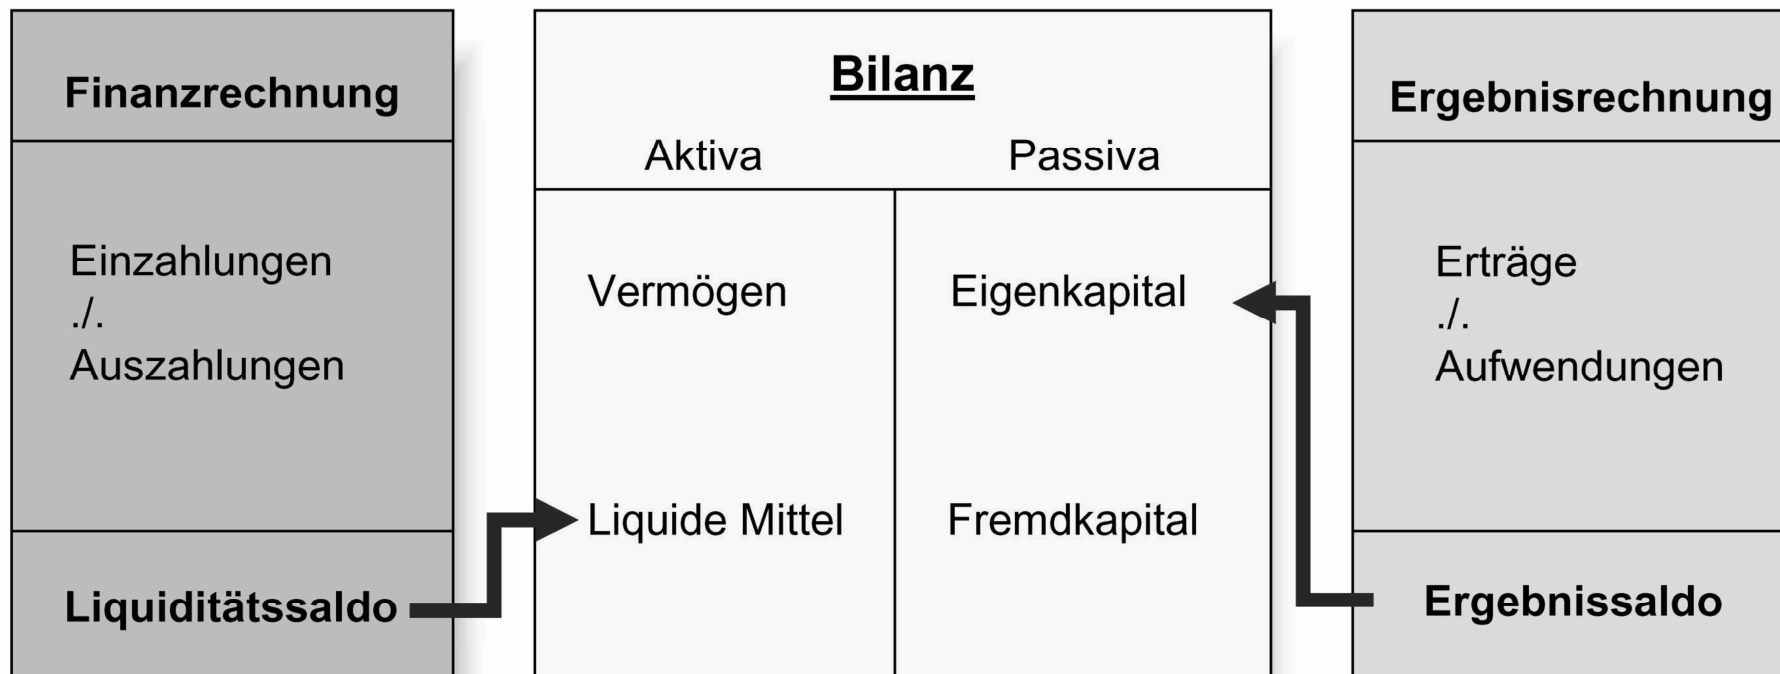 Finanzrechnung
Einzahlungen
./.
Auszahlungen
Liquiditätssaldo
Bilanz
Aktiva
Passiva
Vermögen
Eigenkapital
Liquide Mittel
Fremdkapital
Ergebnisrechnung
Erträge
./.
Aufwendungen
Ergebnissaldo